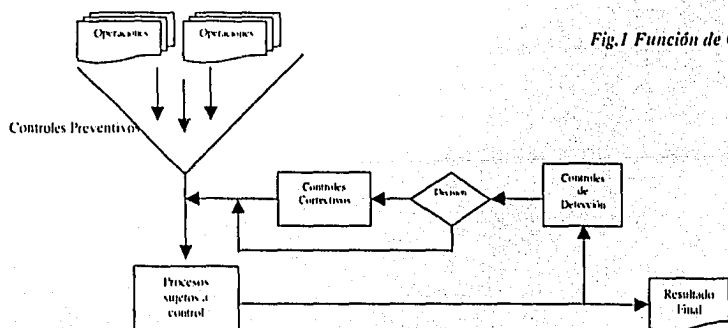 Operaciones
Operaciones
Fig.1 Función de
Controles Preventivos
Controles
Correctivos
Decisión
Controles
de
Detección
Procesos
sujetos a
control
Resultado
Final